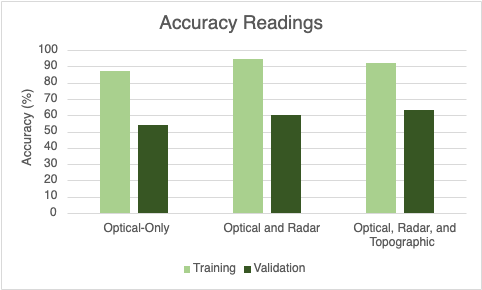 Accuracy Readings
Accuracy (%)
100
90
80
70
60
50
40
30
20
10
0
Optical-Only
Optical and Radar
Optical, Radar, and
Topographic
Training
Validation